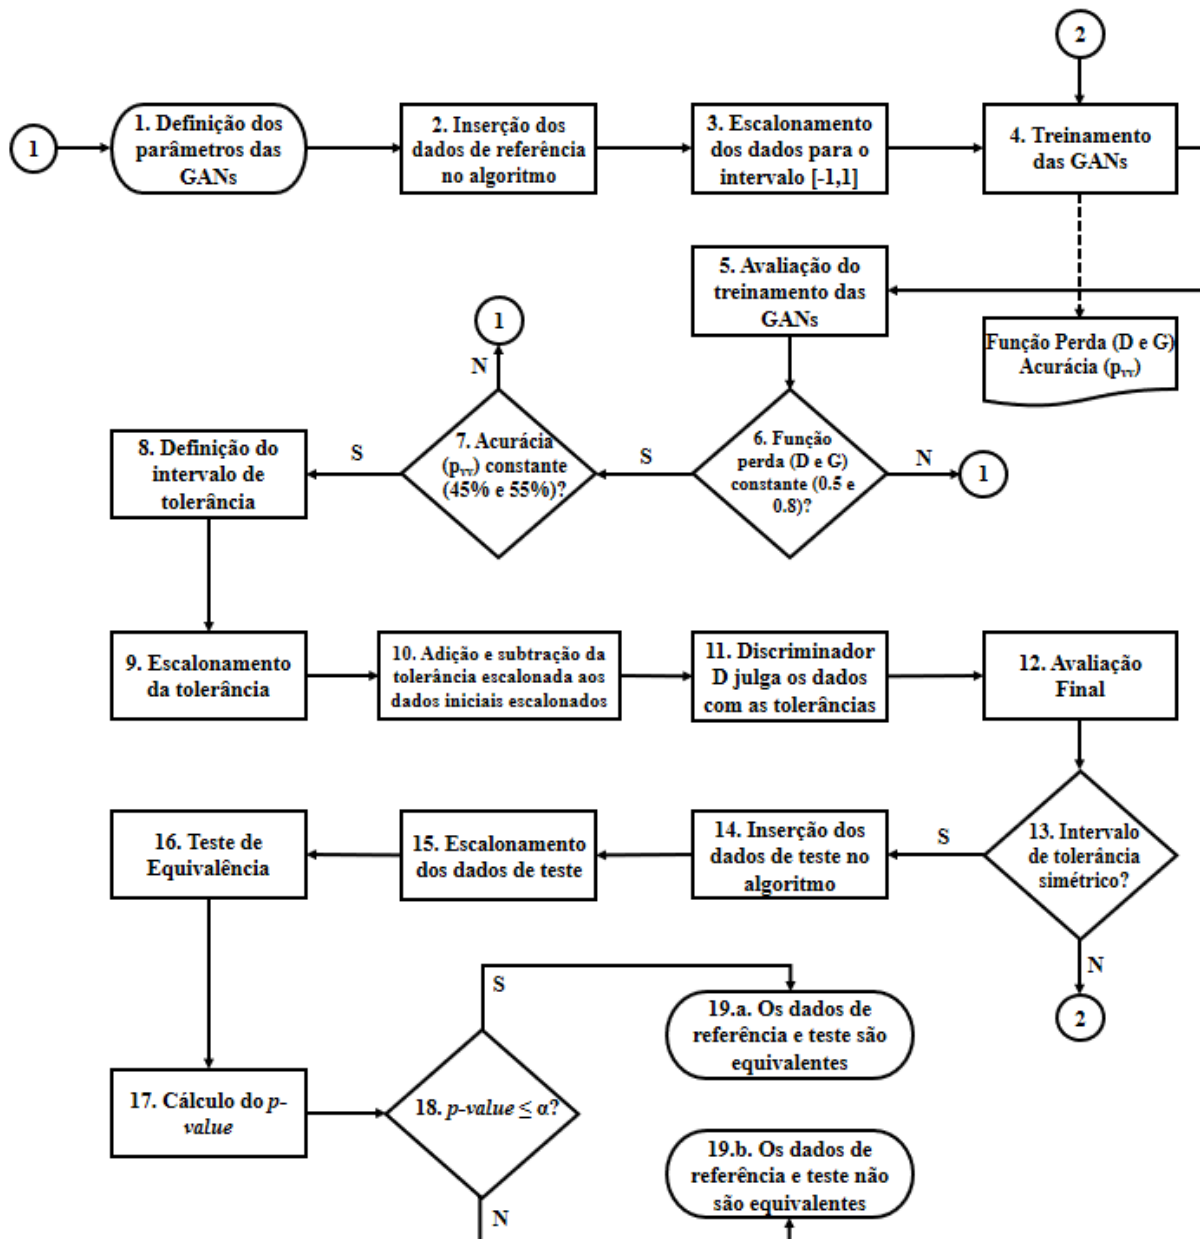 2
1
1. Definição dos
parâmetros das
GANs
2. Inserção dos
dados de referência
no algoritmo
3. Escalonamento
dos dados para o
intervalo [-1,1]
4. Treinamento
das GANs
5. Avaliação do
treinamento das
GANs
Função Perda (D e G)
Acurácia
6. Função
perda (D e G)
constante (0.5 e
0.8)?
N
1
S
7. Acurácia
constante
(45% e 55%)?
N
1
S
8. Definição do
intervalo de
tolerância
9. Escalonamento
da tolerância
10. Adição e subtração da
tolerância escalonada aos
dados iniciais escalonados
11. Discriminador
D julga os dados
com as tolerâncias
12. Avaliação
Final
13. Intervalo
de tolerância
simétrico?
N
2
S
14. Inserção dos
dados de teste no
algoritmo
15. Escalonamento
dos dados de teste
16. Teste de
Equivalência
17. Cálculo do p-
value
18. p-value ≤ α?
S
19.a. Os dados de
referência e teste são
equivalentes
N
19.b. Os dados de
referência e teste não
são equivalentes